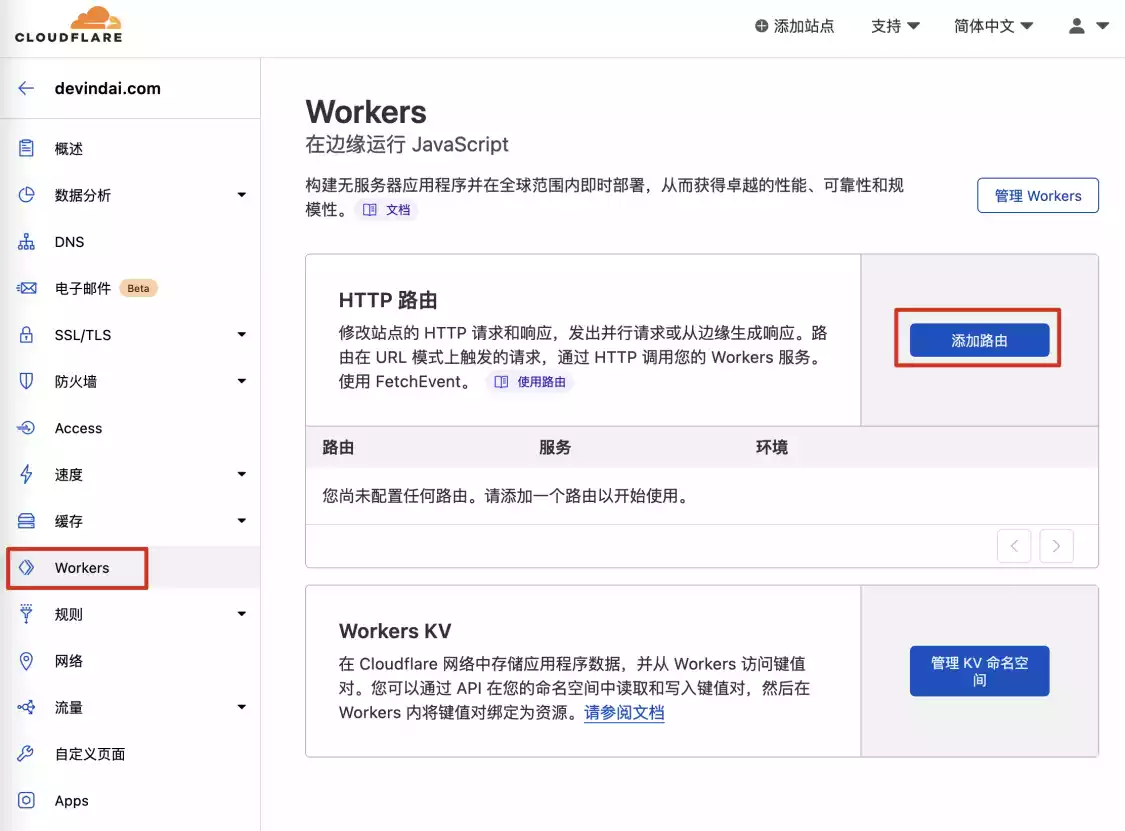 CLOUDFLARE
添加站点
支持
简体中文
devindai.com
概述
数据分析
DNS
电子邮件 Beta
SSL/TLS
防火墙
Access
速度
缓存
Workers
规则
网络
流量
自定义页面
Apps
Workers
在边缘运行 JavaScript
构建无服务器应用程序并在全球范围内即时部署，从而获得卓越的性能、可靠性和规
模性。 文档
管理 Workers
HTTP 路由
修改站点的 HTTP 请求和响应，发出并行请求或从边缘生成响应。路
由在 URL 模式上触发的请求，通过 HTTP 调用您的 Workers 服务。
使用 FetchEvent。 使用路由
添加路由
路由 服务 环境
您尚未配置任何路由。请添加一个路由以开始使用。
Workers KV
在 Cloudflare 网络中存储应用程序数据，并从 Workers 访问键值
对。您可以通过 API 在您的命名空间中读取和写入键值对，然后在
Workers 内将键值对绑定为资源。请参阅文档
管理 KV 命名空
间